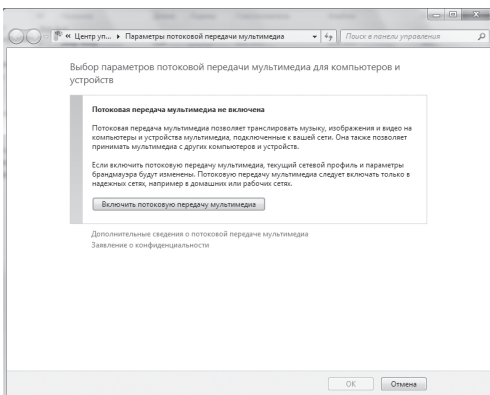 « Центр уп... ▸ Параметры потоковой передачи мультимедиа
Поиск в панели управления
Выбор параметров потоковой передачи мультимедиа для компьютеров и
устройств
Потоковая передача мультимедиа не включена
Потоковая передача мультимедиа позволяет транслировать музыку, изображения и видео на
компьютеры и устройства мультимедиа, подключенные к вашей сети. Она также позволяет
принимать мультимедиа с других компьютеров и устройств.
Если включить потоковую передачу мультимедиа, текущий сетевой профиль и параметры
брандмауэра будут изменены. Потоковую передачу мультимедиа следует включать только в
надежных сетях, например в домашних или рабочих сетях.
Включить потоковую передачу мультимедиа
Дополнительные сведения о потоковой передаче мультимедиа
Заявление о конфиденциальности
ОК
Отмена